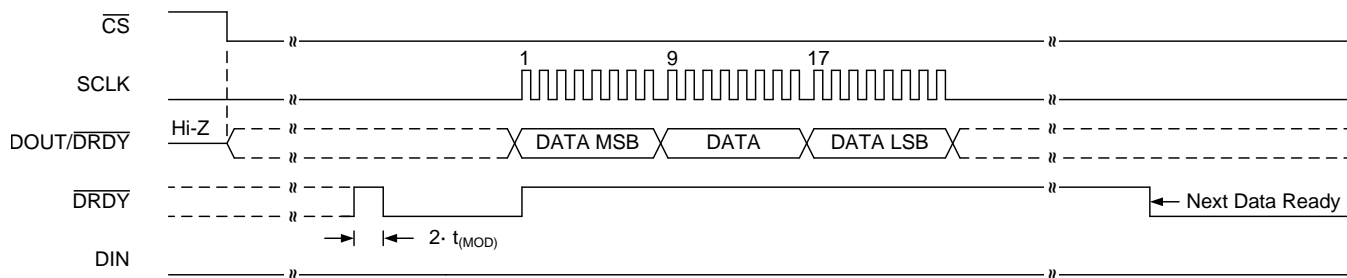 CS
SCLK
1 9 17
DOUT/DRDY
Hi-Z
DATA MSB DATA DATA LSB
DRDY
Next Data Ready
2· t(MOD)
DIN